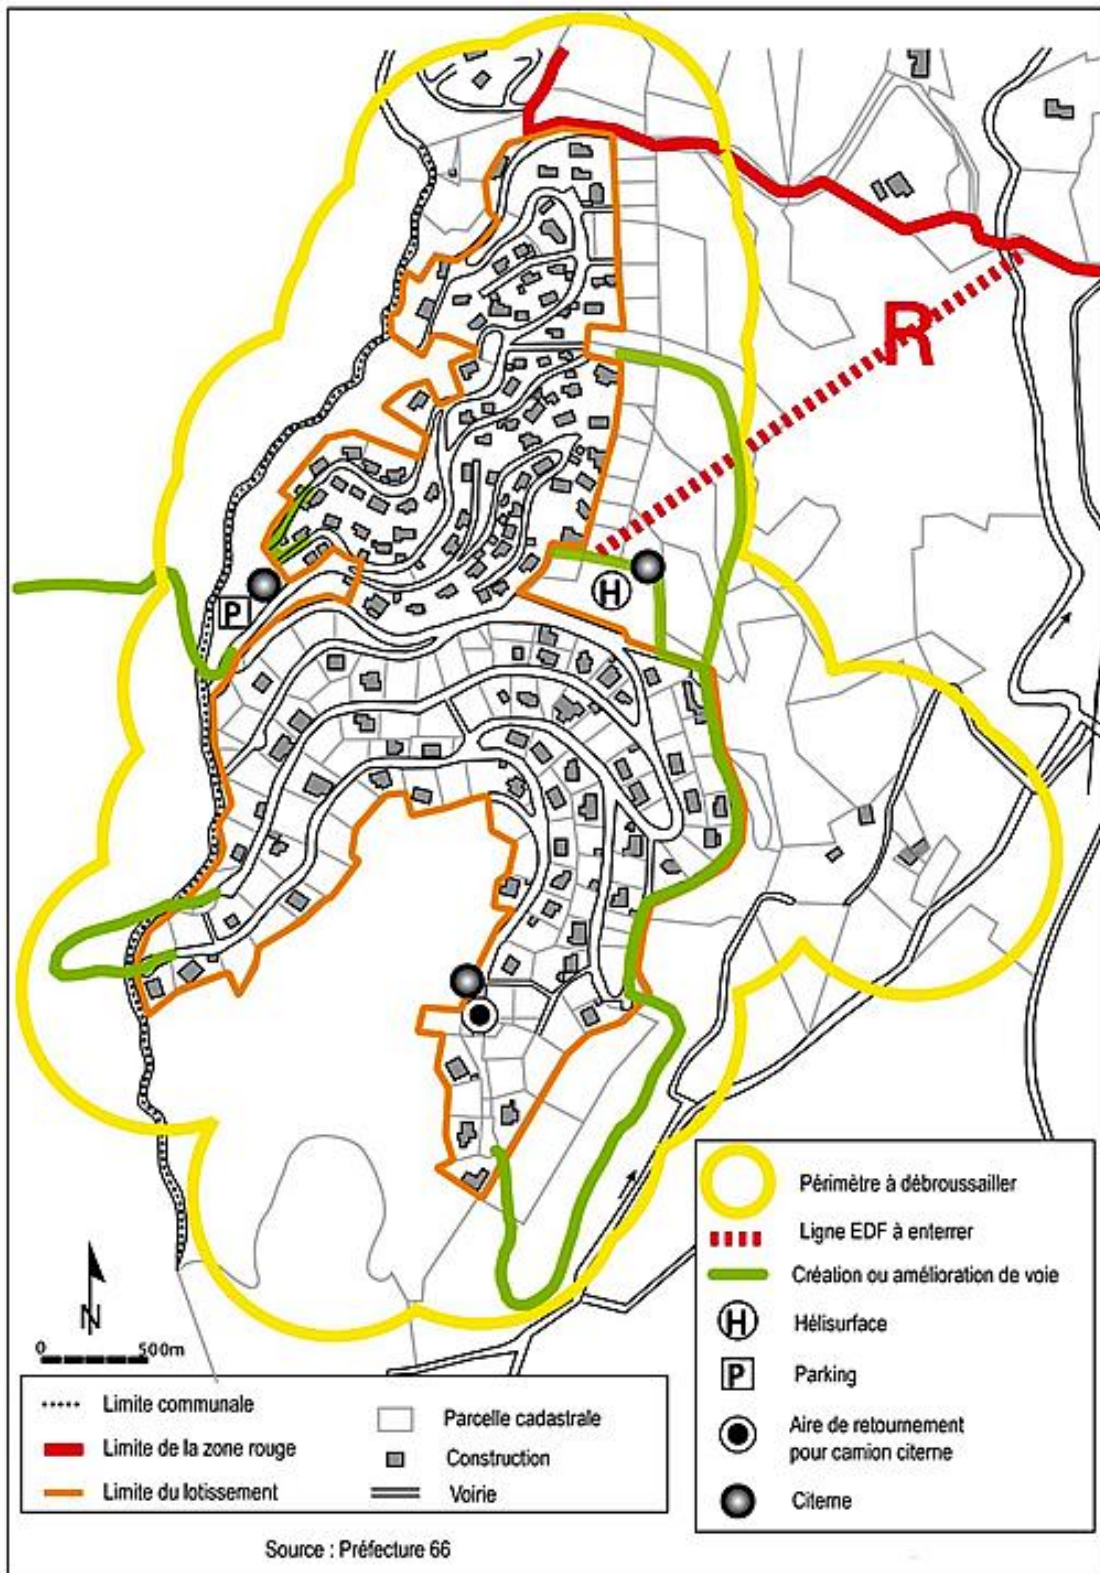 R
H
P
N
0 500m
Limite communale
Limite de la zone rouge
Limite du lotissement
Parcelle cadastrale
Construction
Voirie
Périmètre à débroussailler
Ligne EDF à enterrer
Création ou amélioration de voie
H Hélisurface
P Parking
Aire de retournement
pour camion citerne
Citerne
Source : Préfecture 66